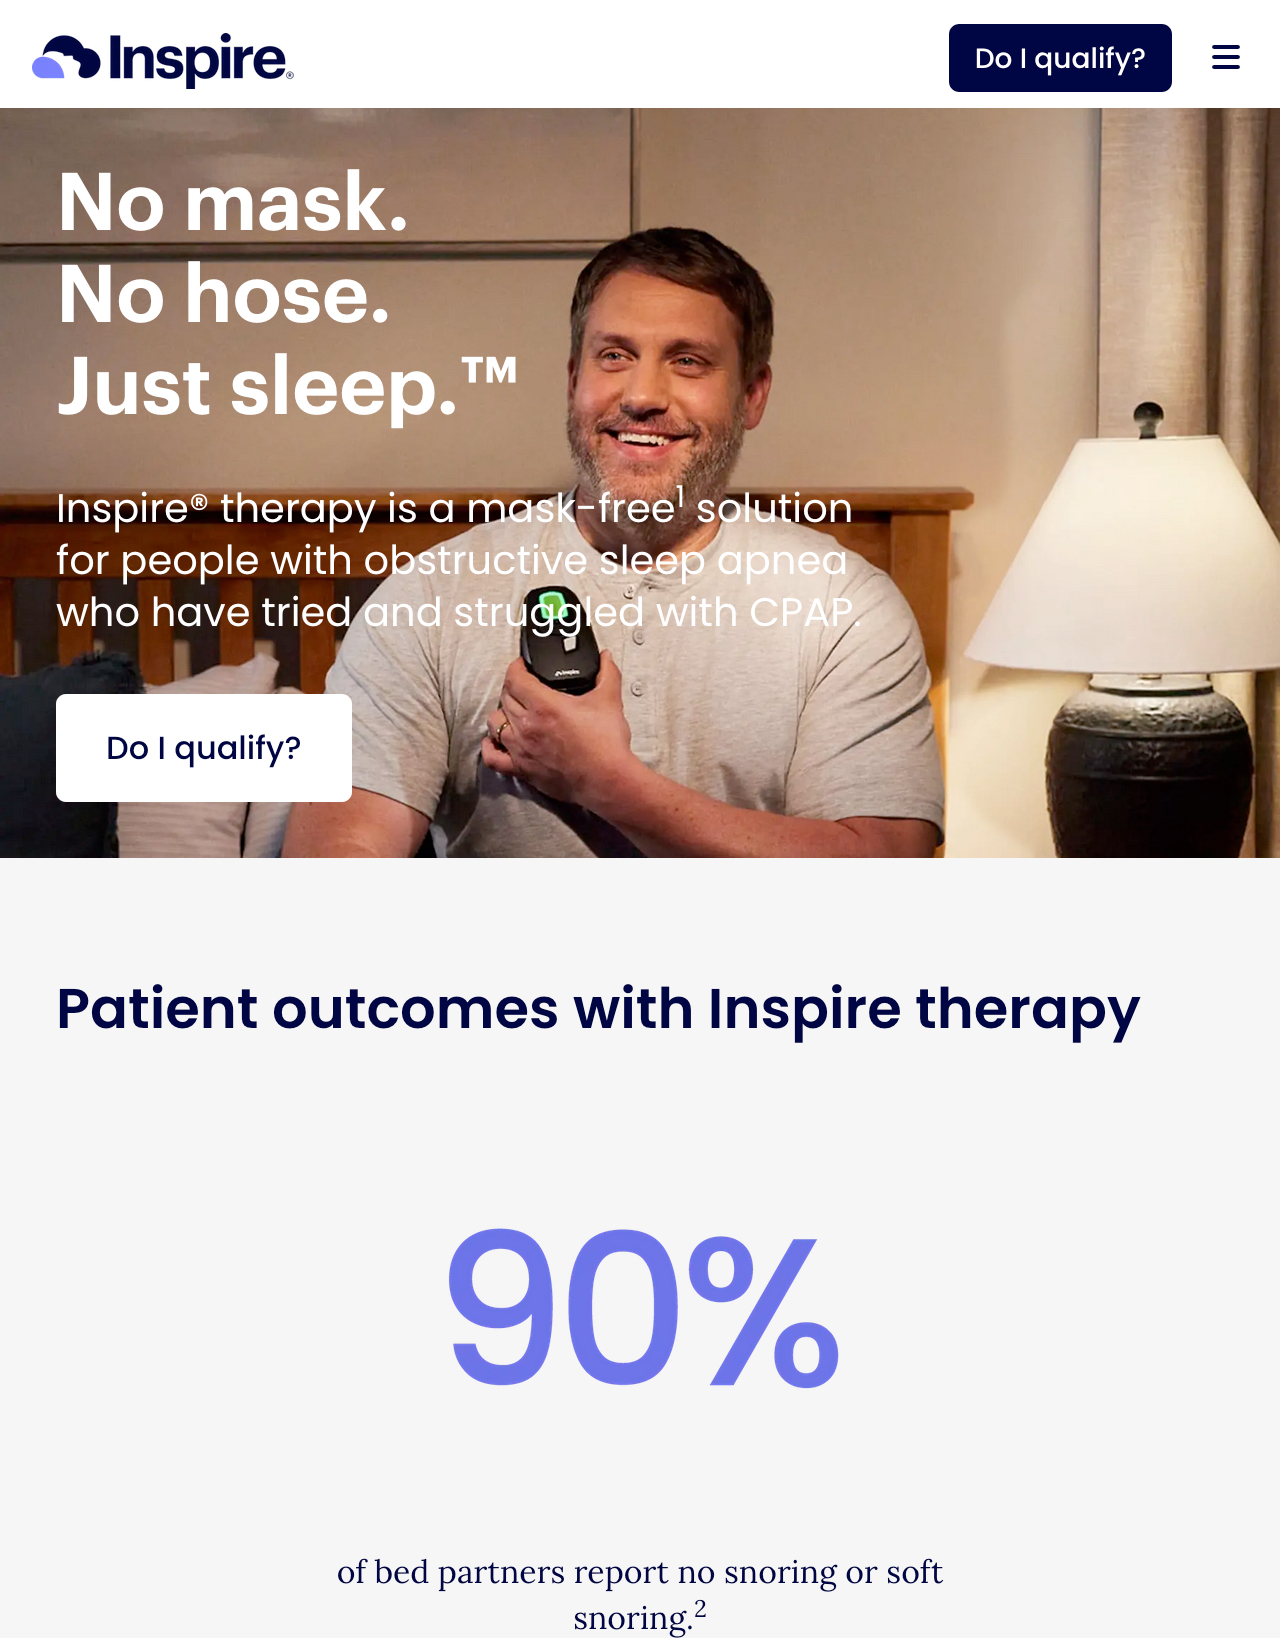 Inspire®
Do I qualify?
No mask.
No hose.
Just sleep.™
Inspire® therapy is a mask-free¹ solution
for people with obstructive sleep apnea
who have tried and struggled with CPAP.
inspire
Do I qualify?
Patient outcomes with Inspire therapy
90%
of bed partners report no snoring or soft
snoring.²